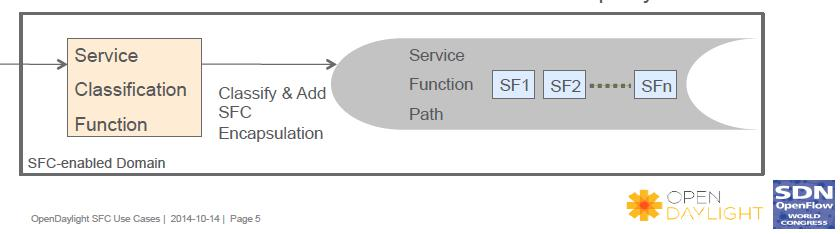 Service
Classification
Function
Classify & Add
SFC
Encapsulation
Service
Function
Path
SF1 SF2 SFn
SFC-enabled Domain
OpenDaylight SFC Use Cases | 2014-10-14 | Page 5
OPEN
DAYLIGHT
SDN
OpenFlow
WORLD
CONGRESS